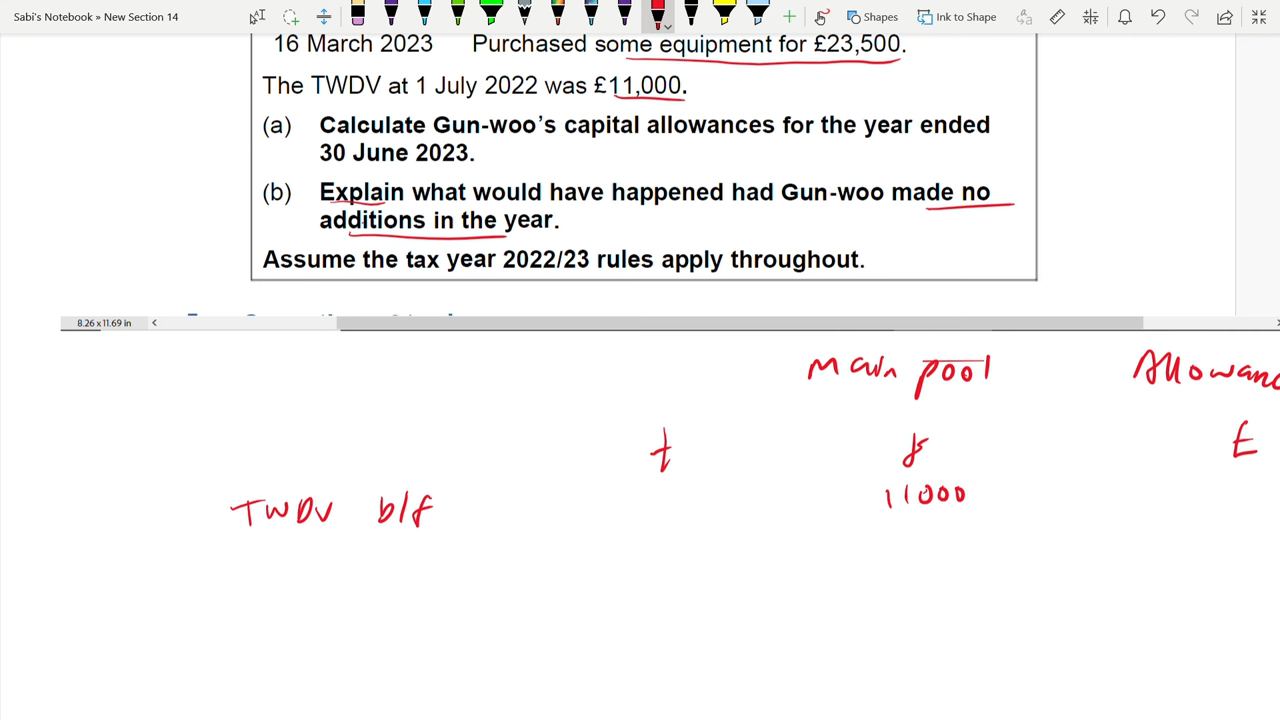 Sabi's Notebook » New Section 14
Shapes
Ink to Shape
16 March 2023 Purchased some equipment for £23,500.
The TWDV at 1 July 2022 was £11,000.
(a) Calculate Gun-woo's capital allowances for the year ended
30 June 2023.
(b) Explain what would have happened had Gun-woo made no
additions in the year.
Assume the tax year 2022/23 rules apply throughout.
8.26 x 11.69 in
Main pool Allowanc
£ £ £
TWDV b/f 11000